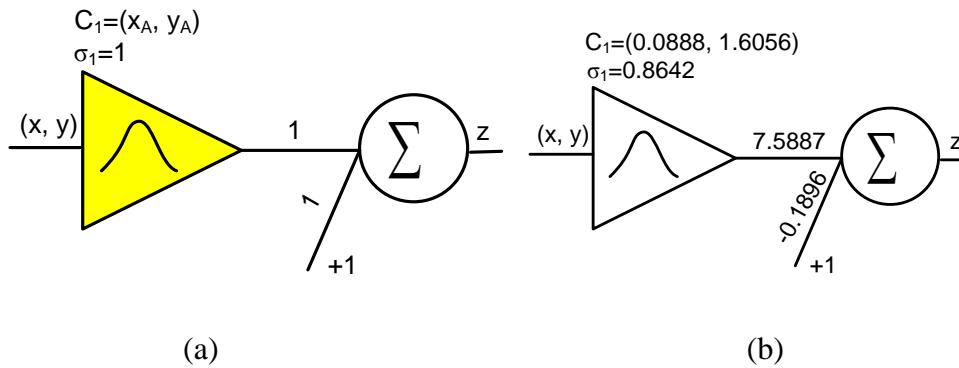 C₁=(x_A, y_A)
σ₁=1
(x, y)
1
1
+1
Σ
z
(a)
C₁=(0.0888, 1.6056)
σ₁=0.8642
(x, y)
7.5887
-0.1896
+1
Σ
z
(b)